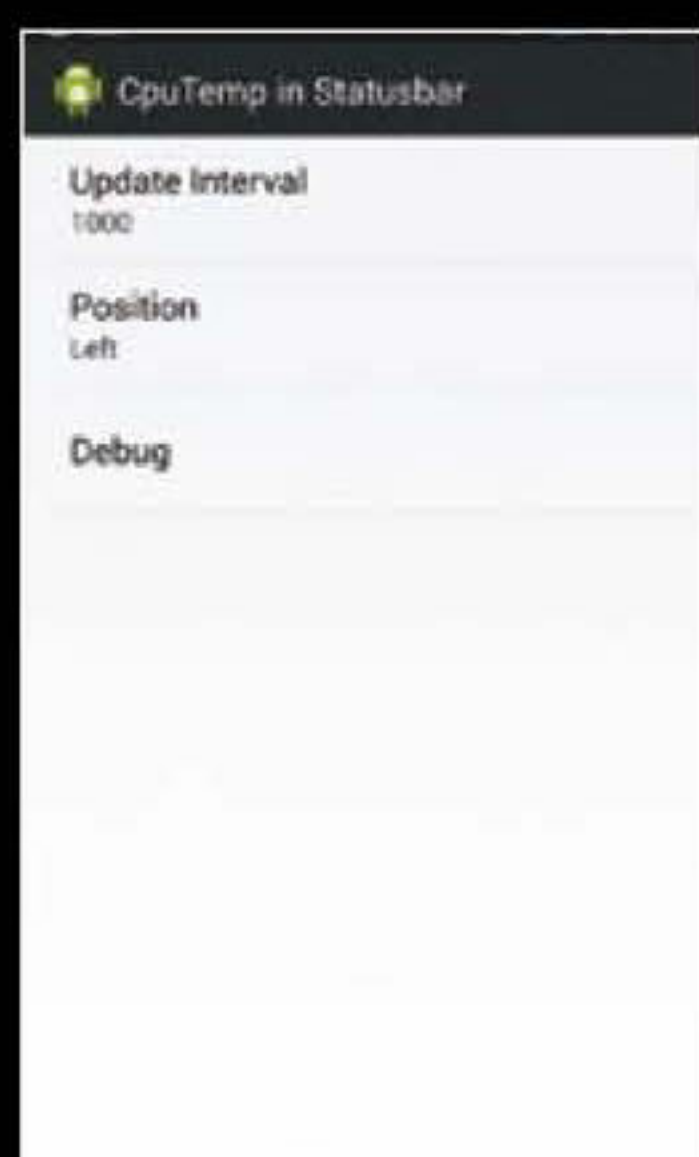 CpuTemp in Statusbar
Update Interval
1000
Position
Left
Debug